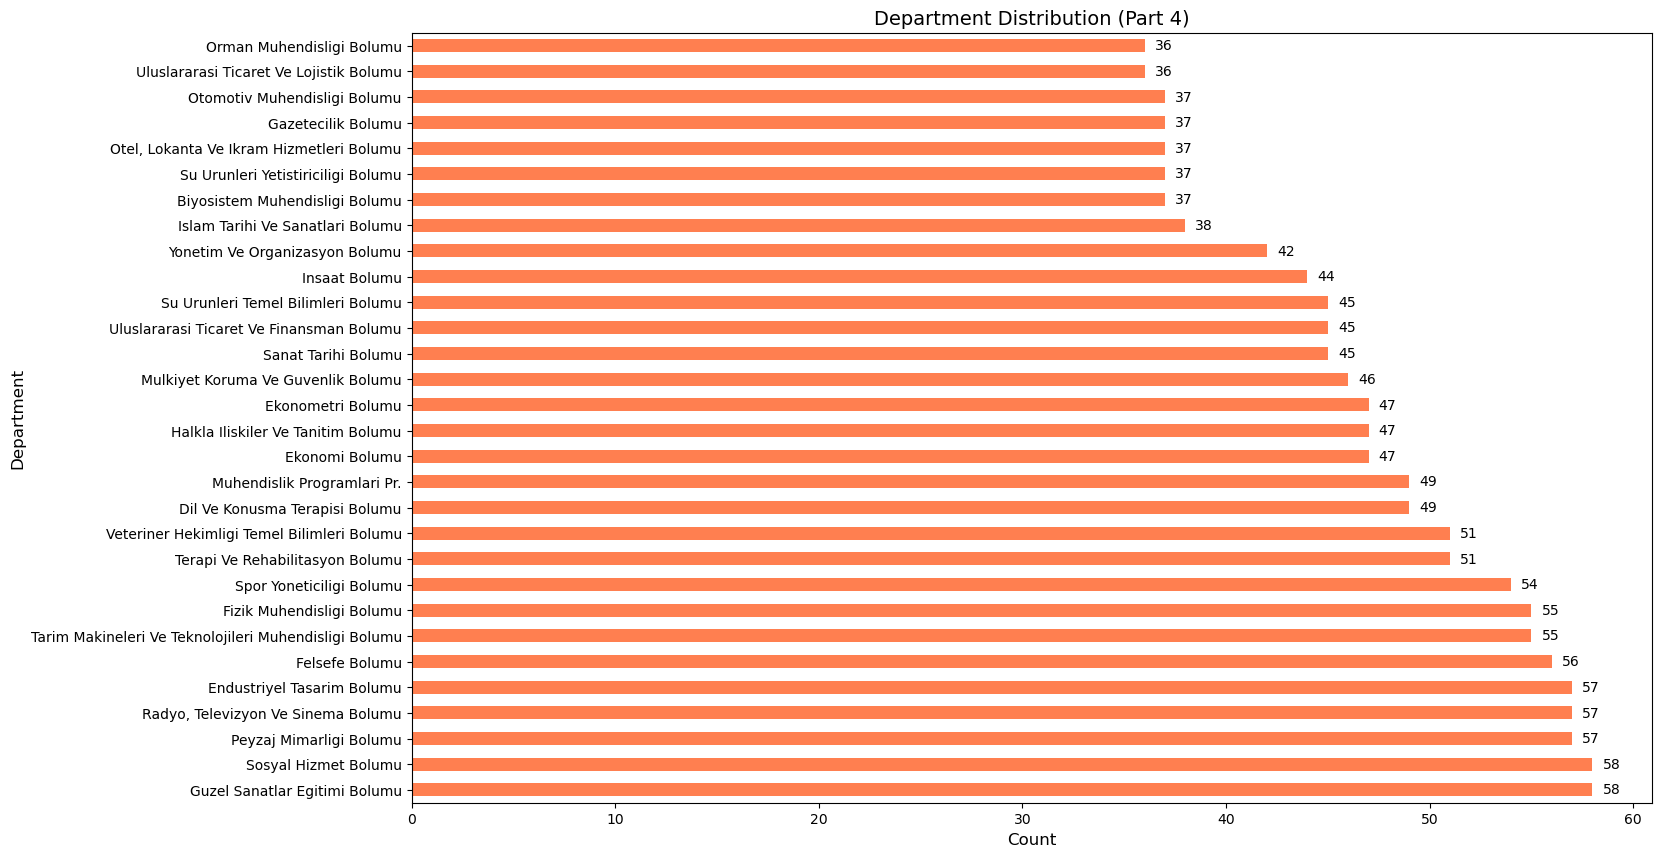 Department Distribution (Part 4)
Orman Muhendisligi Bolumu 36
Uluslararasi Ticaret Ve Lojistik Bolumu 36
Otomotiv Muhendisligi Bolumu 37
Gazetecilik Bolumu 37
Otel, Lokanta Ve Ikram Hizmetleri Bolumu 37
Su Urunleri Yetistiriciligi Bolumu 37
Biyosistem Muhendisligi Bolumu 37
Islam Tarihi Ve Sanatlari Bolumu 38
Yonetim Ve Organizasyon Bolumu 42
Insaat Bolumu 44
Su Urunleri Temel Bilimleri Bolumu 45
Uluslararasi Ticaret Ve Finansman Bolumu 45
Sanat Tarihi Bolumu 45
Mulkiyet Koruma Ve Guvenlik Bolumu 46
Ekonometri Bolumu 47
Halkla Iliskiler Ve Tanitim Bolumu 47
Ekonomi Bolumu 47
Muhendislik Programlari Pr. 49
Dil Ve Konusma Terapisi Bolumu 49
Veteriner Hekimligi Temel Bilimleri Bolumu 51
Terapi Ve Rehabilitasyon Bolumu 51
Spor Yoneticiligi Bolumu 54
Fizik Muhendisligi Bolumu 55
Tarim Makineleri Ve Teknolojileri Muhendisligi Bolumu 55
Felsefe Bolumu 56
Endustriyel Tasarim Bolumu 57
Radyo, Televizyon Ve Sinema Bolumu 57
Peyzaj Mimarligi Bolumu 57
Sosyal Hizmet Bolumu 58
Guzel Sanatlar Egitimi Bolumu 58
0 10 20 30 40 50 60
Count
Department